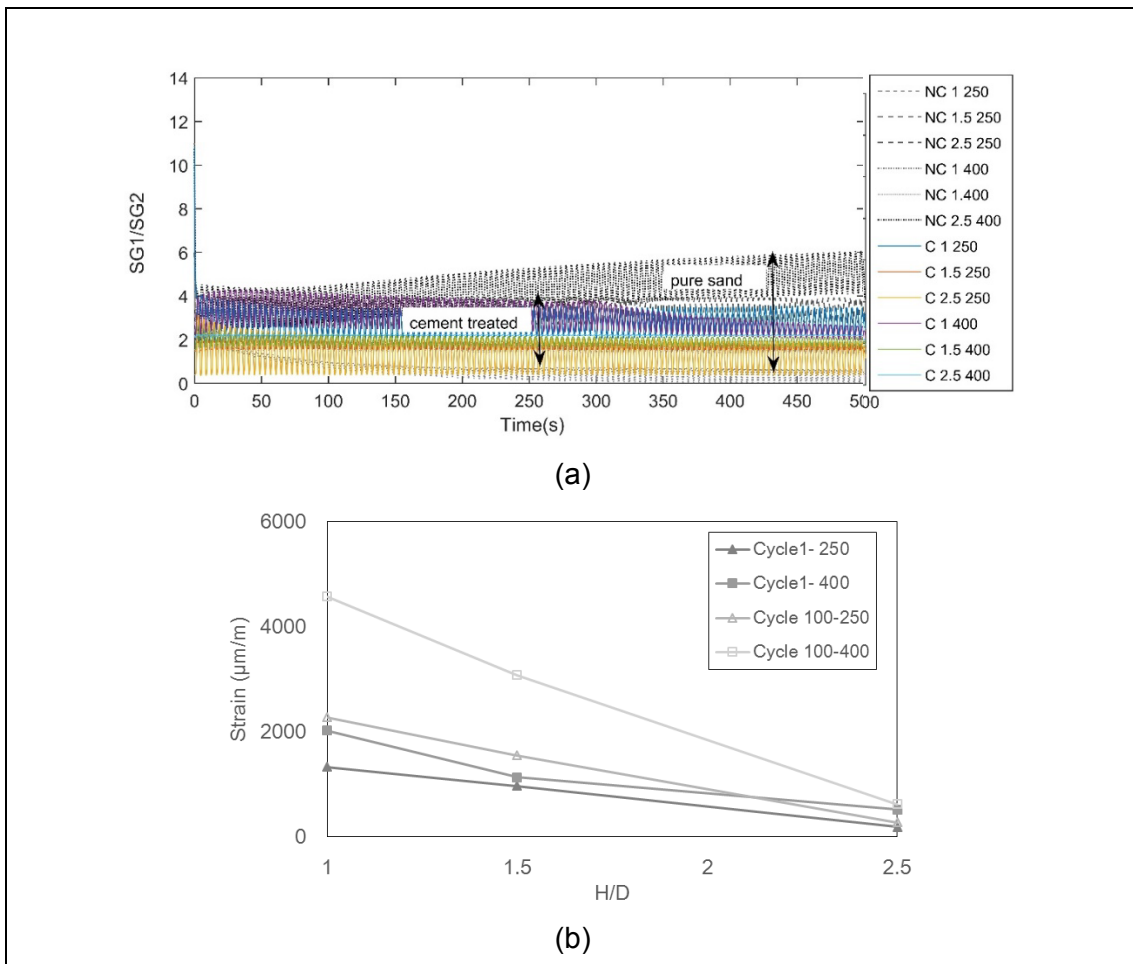 14
12
10
8
6
4
2
0
SG1/SG2
0 50 100 150 200 250 300 350 400 450 500
Time(s)
pure sand
cement treated
NC 1 250
NC 1.5 250
NC 2.5 250
NC 1 400
NC 1.400
NC 2.5 400
C 1 250
C 1.5 250
C 2.5 250
C 1 400
C 1.5 400
C 2.5 400
(a)
6000
4000
2000
0
Strain (µm/m)
1 1.5 2 2.5
H/D
Cycle1- 250
Cycle1- 400
Cycle 100-250
Cycle 100-400
(b)